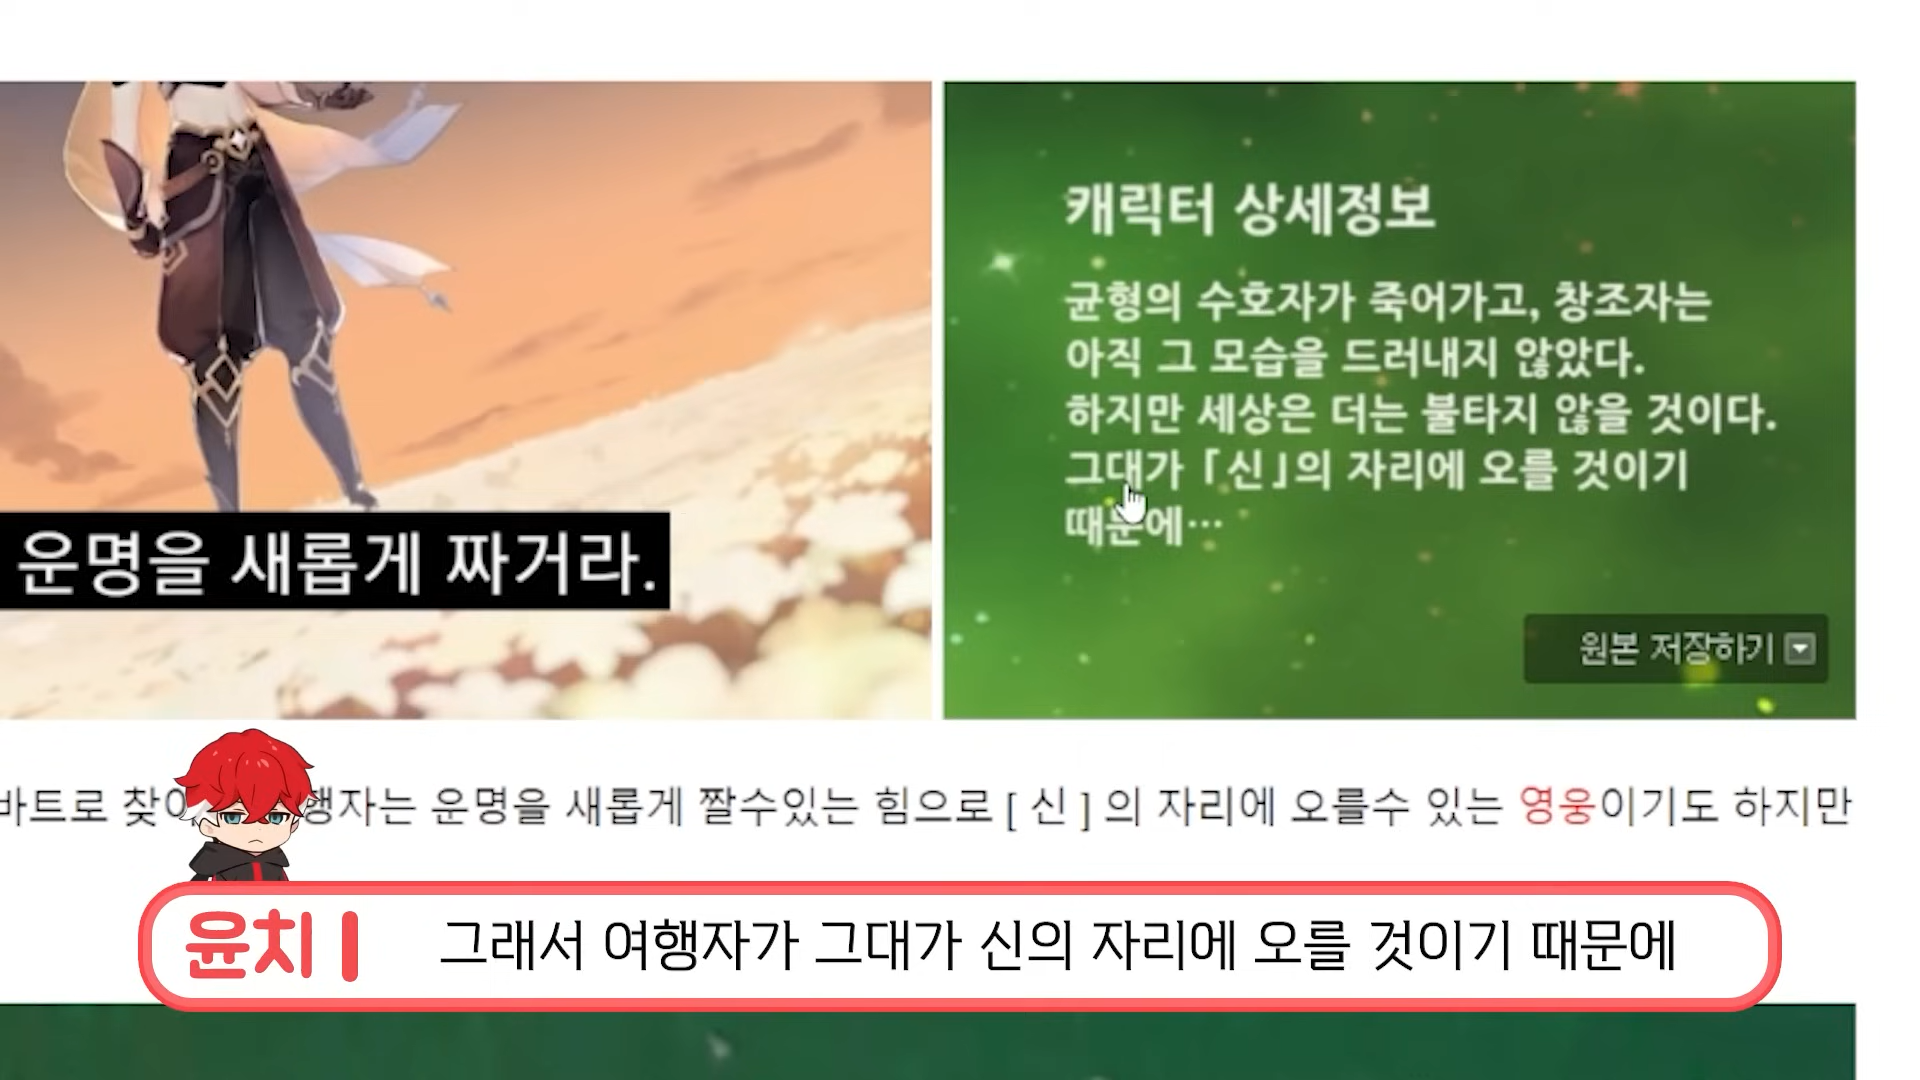 캐릭터 상세정보
균형의 수호자가 죽어가고, 창조자는
아직 그 모습을 드러내지 않았다.
하지만 세상은 더는 불타지 않을 것이다.
그대가 「신」의 자리에 오를 것이기
때문에…
운명을 새롭게 짜거라.
원본 저장하기
바트로 찾 행자는 운명을 새롭게 짤수있는 힘으로 [ 신 ] 의 자리에 오를수 있는 영웅이기도 하지만
윤치 그래서 여행자가 그대가 신의 자리에 오를 것이기 때문에